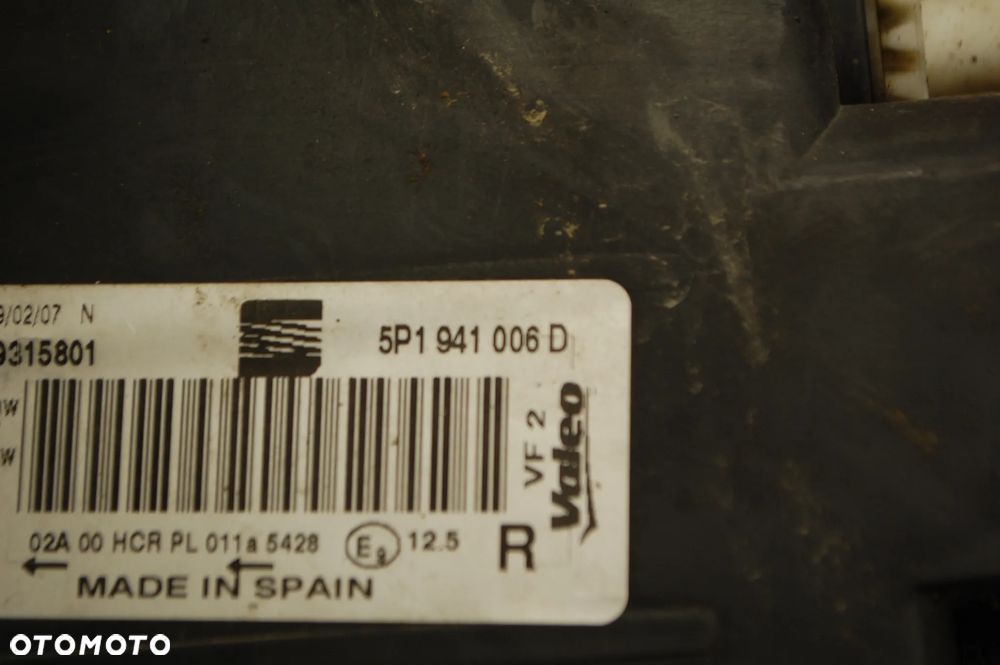 9/02/07 N
9315801
5P1 941 006 D
W
W
VF 2
Valeo
02A 00 HCR PL 011a 5428
E9
12.5
R
MADE IN SPAIN
OTOMOTO